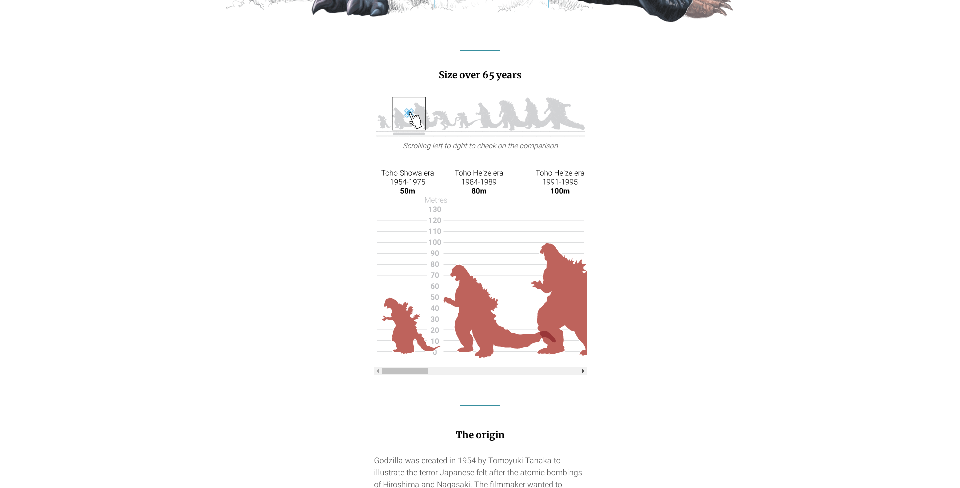 Size over 65 years
Scrolling left to right to check on the comparison
Toho Showa era
1954-1975
50m
Toho Heize era
1984-1989
80m
Toho Heize era
1991-1995
100m
Metres
130
120
110
100
90
80
70
60
50
40
30
20
10
0
The origin
Godzilla was created in 1954 by Tomoyuki Tanaka to
illustrate the terror Japanese felt after the atomic bombings
of Hiroshima and Nagasaki. The filmmaker wanted to